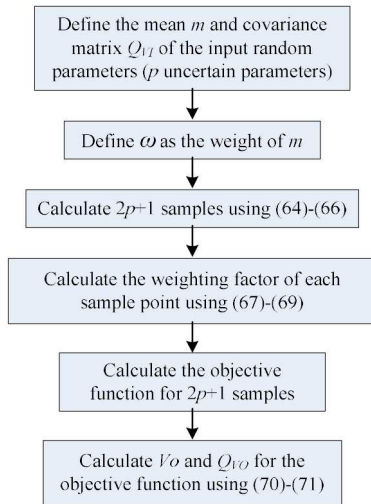 Define the mean m and covariance
matrix Q_VI of the input random
parameters (p uncertain parameters)
Define ω as the weight of m
Calculate 2p+1 samples using (64)-(66)
Calculate the weighting factor of each
sample point using (67)-(69)
Calculate the objective
function for 2p+1 samples
Calculate Vo and Q_VO for the
objective function using (70)-(71)